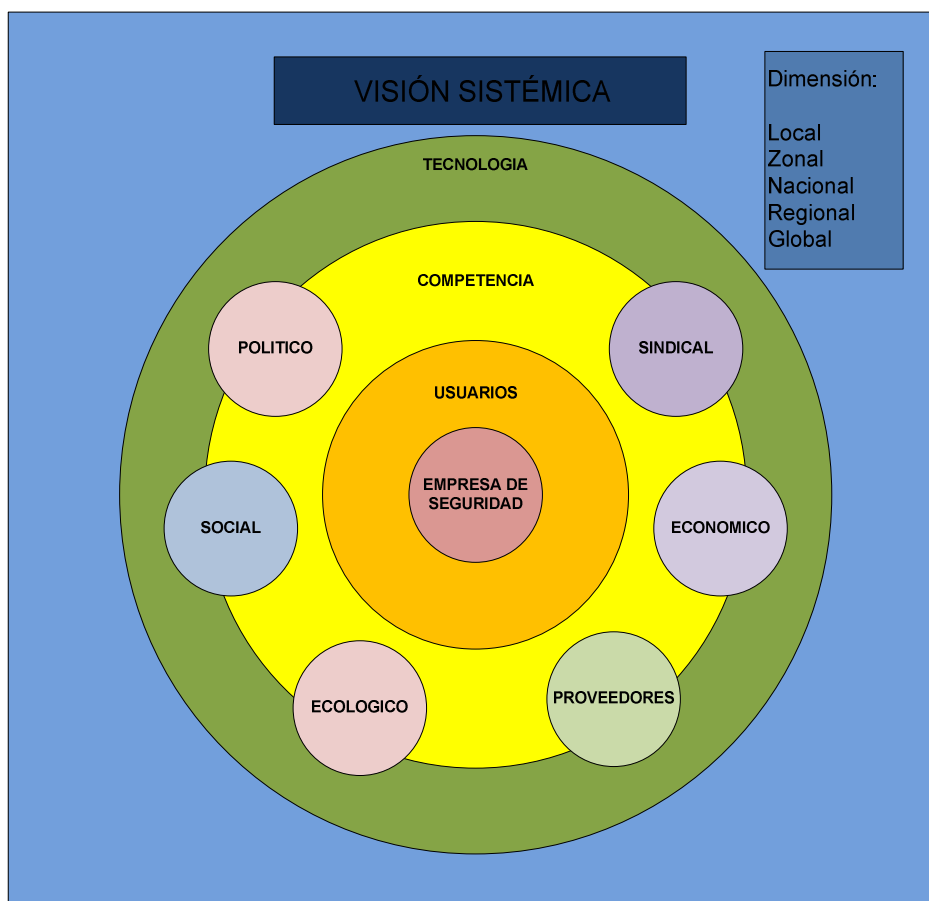 VISIÓN SISTÉMICA
Dimensión:
Local
Zonal
Nacional
Regional
Global
TECNOLOGIA
COMPETENCIA
POLITICO
SINDICAL
USUARIOS
EMPRESA DE
SEGURIDAD
SOCIAL
ECONOMICO
ECOLOGICO
PROVEEDORES